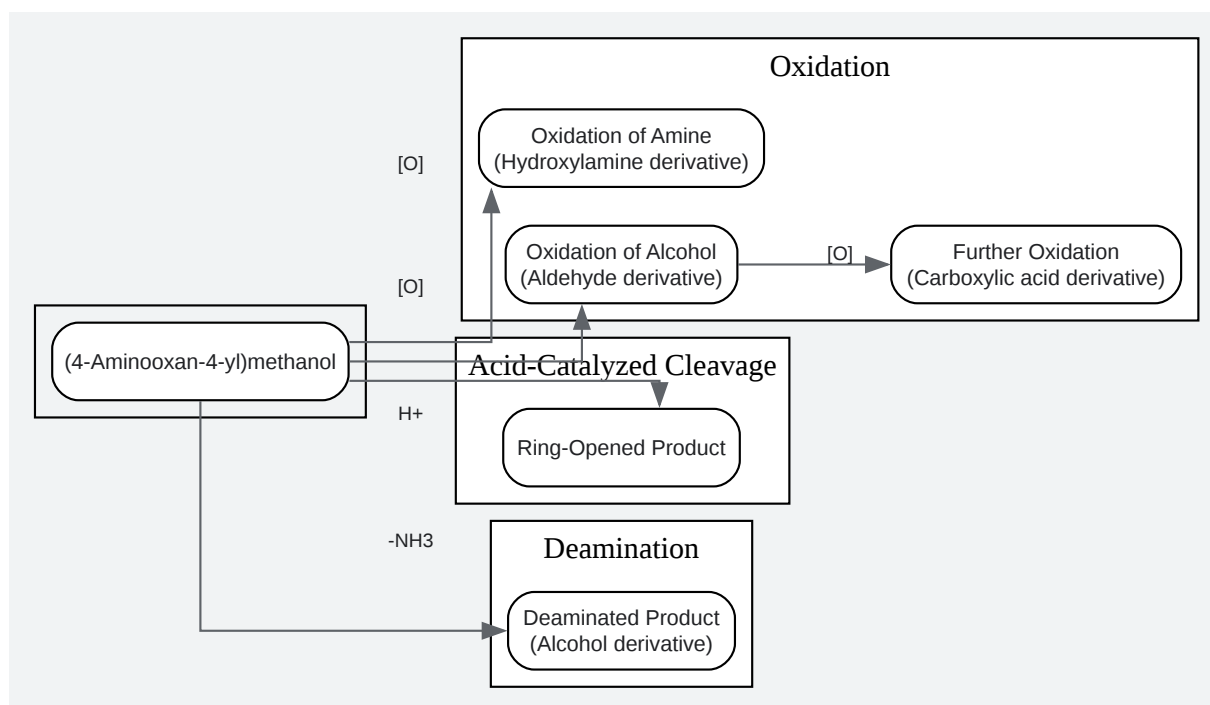 Oxidation
Oxidation of Amine
(Hydroxylamine derivative)
[O]
Oxidation of Alcohol
(Aldehyde derivative)
[O]
Further Oxidation
(Carboxylic acid derivative)
[O]
(4-Aminooxan-4-yl)methanol
Acid-Catalyzed Cleavage
H+
Ring-Opened Product
-NH3
Deamination
Deaminated Product
(Alcohol derivative)